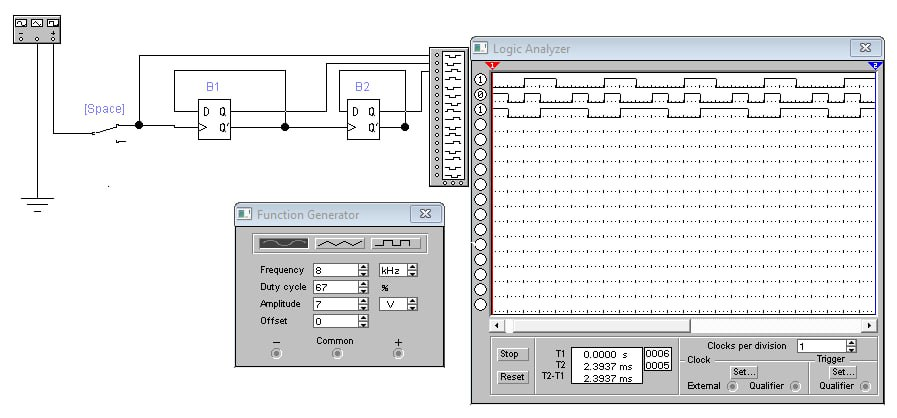 [Space]
B1
D Q
Q'
B2
D Q
Q'
Function Generator
Frequency 8 kHz
Duty cycle 67 %
Amplitude 7 V
Offset 0
− Common +
Logic Analyzer
1 2
1
0
1
Stop
Reset
T1 0.0000 s 0006
T2 2.3937 ms 0005
T2-T1 2.3937 ms
Clocks per division 1
Clock Trigger
Set... Set...
External Qualifier Qualifier